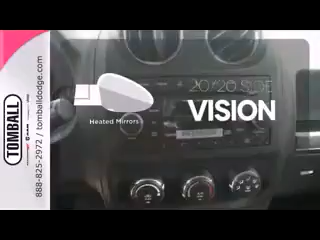 TOMBALL
888-825-2972 / tomballdodge.com
20/20 SIDE
VISION
Heated Mirrors